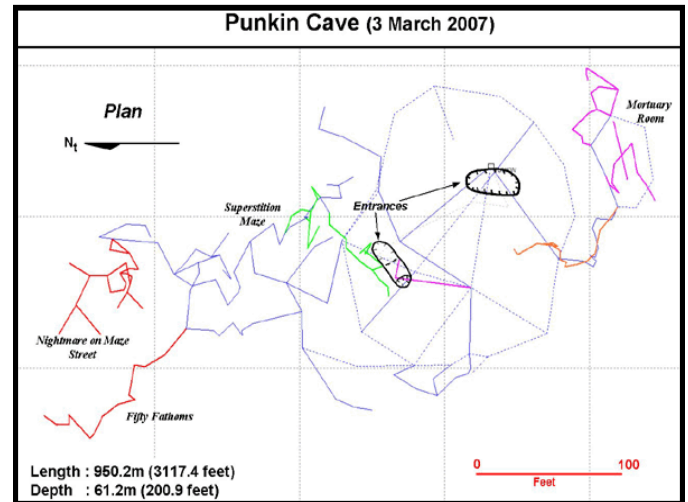 Punkin Cave (3 March 2007)
Plan
Nt
Mortuary
Room
Entrances
Superstition
Maze
Nightmare on Maze
Street
Fifty Fathoms
Length : 950.2m (3117.4 feet)
Depth : 61.2m (200.9 feet)
0 100
Feet